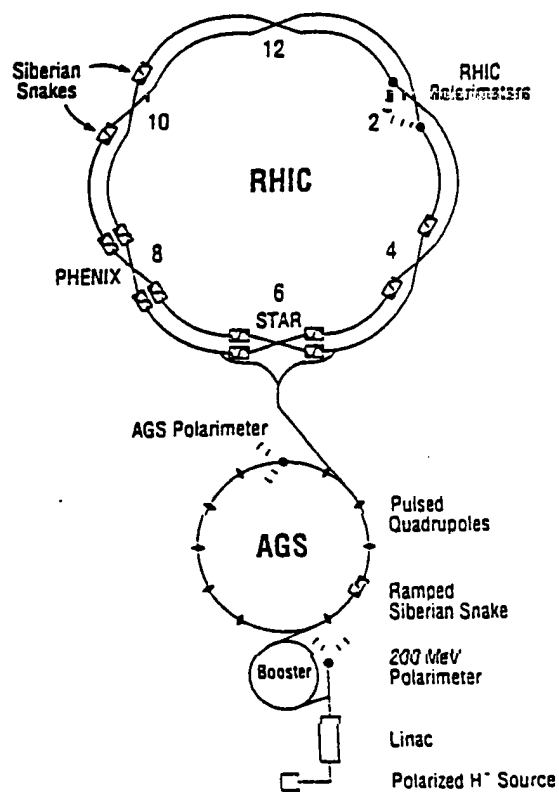 12
Siberian
Snakes
RHIC
Polarimeters
10
2
RHIC
8
4
PHENIX
6
STAR
AGS Polarimeter
Pulsed
Quadrupoles
AGS
Ramped
Siberian Snake
Booster
200 MeV
Polarimeter
Linac
Polarized H⁻ Source